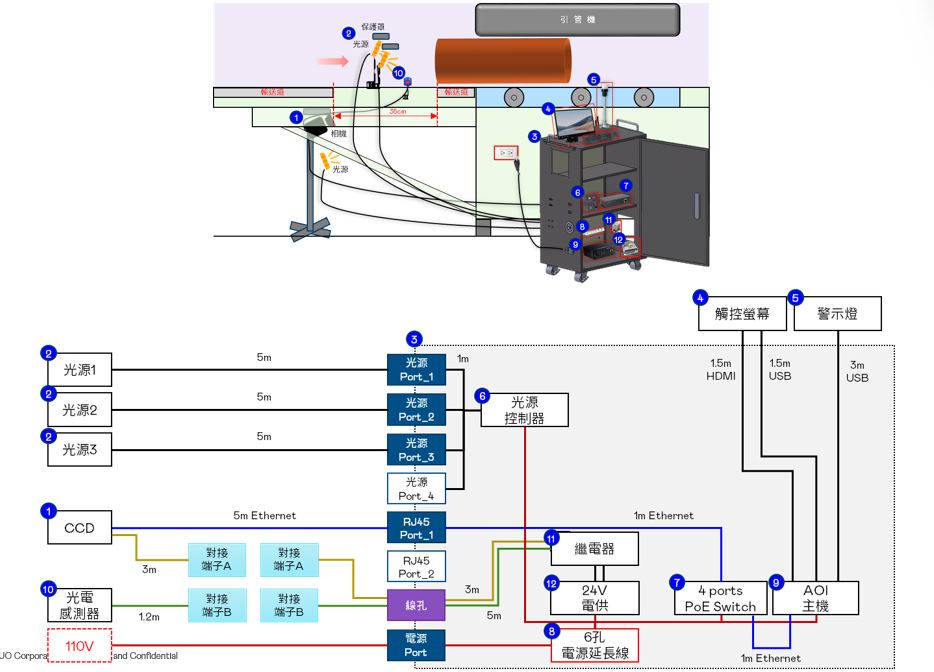 引管機
保護罩
2
光源
10
輸送道
輸送道
35cm
1
相機
光源
5
4
3
6
7
8
11
9
12
4
觸控螢幕
5
警示燈
3
2
光源1
5m
光源
Port_1
1m
1.5m
HDMI
1.5m
USB
3m
USB
2
光源2
5m
光源
Port_2
6
光源
控制器
2
光源3
5m
光源
Port_3
光源
Port_4
1
CCD
5m Ethernet
RJ45
Port_1
1m Ethernet
3m
對接
端子A
對接
端子A
RJ45
Port_2
11
繼電器
10
光電
感測器
1.2m
對接
端子B
對接
端子B
線孔
3m
5m
12
24V
電供
7
4 ports
PoE Switch
9
AOI
主機
110V
電源
Port
8
6孔
電源延長線
1m Ethernet
UO Corpora
and Confidential